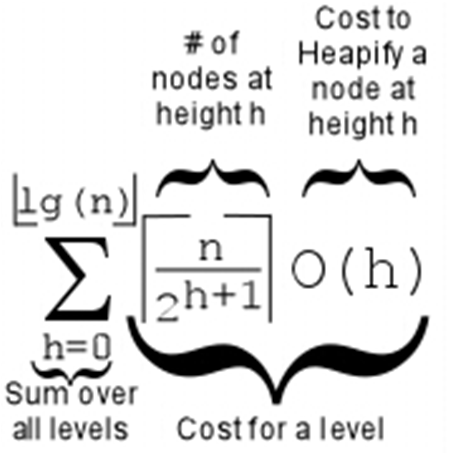 # of
nodes at
height h
Cost to
Heapify a
node at
height h
⌊lg (n)⌋
∑ ⌈n / 2^{h+1}⌉ O(h)
h=0
Sum over
all levels
Cost for a level